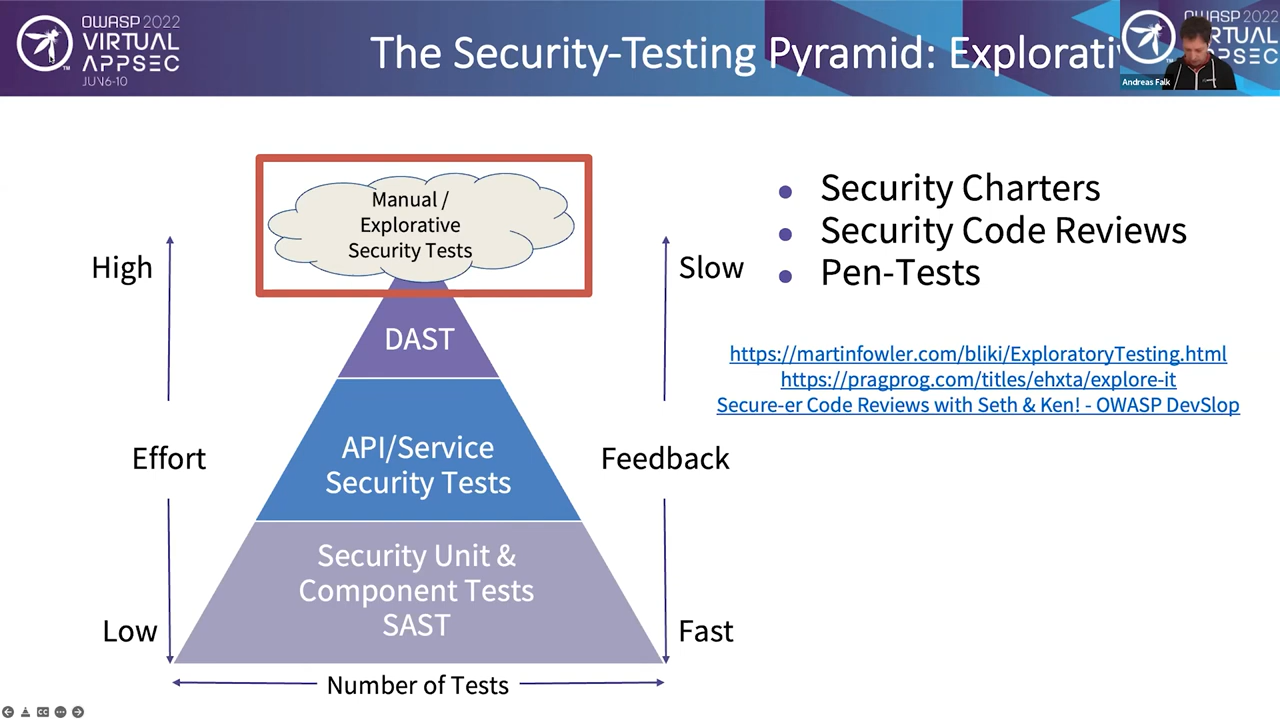 OWASP 2022
VIRTUAL
APPSEC
JUN 6-10
The Security-Testing Pyramid: Explorati
OWASP 2022
Andreas Falk
Manual /
Explorative
Security Tests
High
Slow
DAST
API/Service
Security Tests
Effort
Feedback
Security Unit &
Component Tests
SAST
Low
Fast
Number of Tests
● Security Charters
● Security Code Reviews
● Pen-Tests
https://martinfowler.com/bliki/ExploratoryTesting.html
https://pragprog.com/titles/ehxta/explore-it
Secure-er Code Reviews with Seth & Ken! - OWASP DevSlop